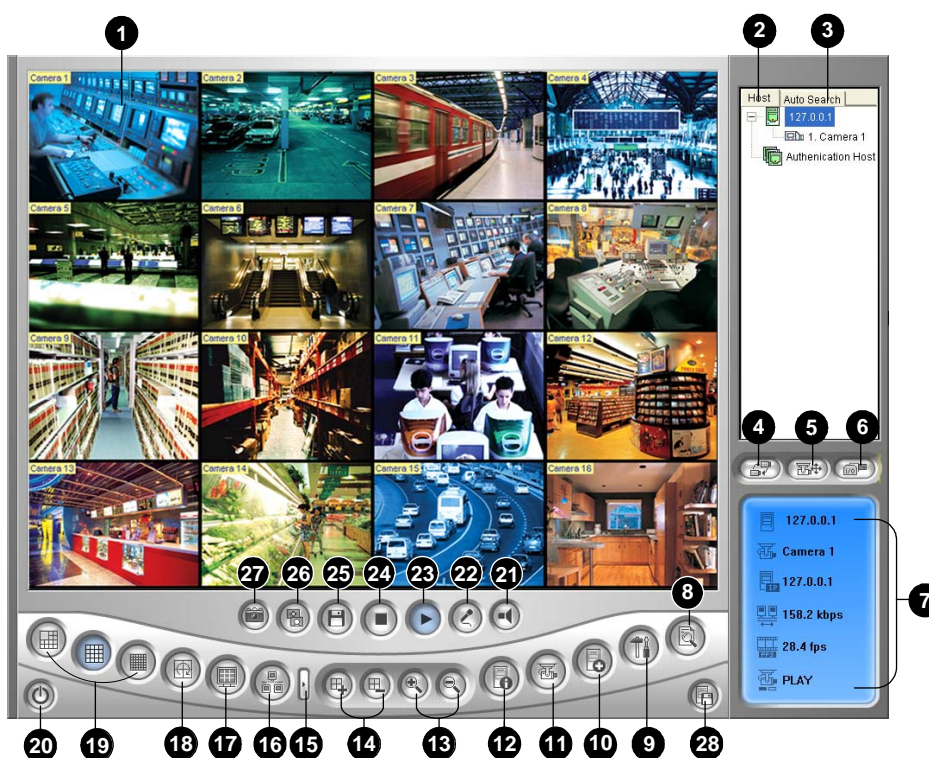 1
2
3
Camera 1
Camera 2
Camera 3
Camera 4
Host
Auto Search
127.0.0.1
1. Camera 1
Authenication Host
Camera 5
Camera 6
Camera 7
Camera 8
Camera 9
Camera 10
Camera 11
Camera 12
4
5
6
I/O
Camera 13
Camera 14
Camera 15
Camera 16
127.0.0.1
Camera 1
127.0.0.1
158.2 kbps
28.4 fps
PLAY
7
27
26
25
24
23
22
21
8
20
19
18
17
16
15
14
13
12
11
10
9
28